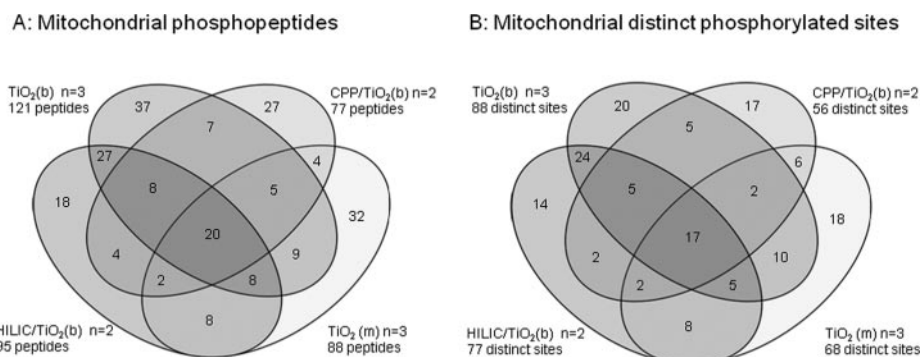 A: Mitochondrial phosphopeptides
TiO₂(b) n=3
121 peptides
CPP/TiO₂(b) n=2
77 peptides
37
27
7
27
4
8
5
18
32
20
4
9
2
8
8
HILIC/TiO₂(b) n=2
95 peptides
TiO₂ (m) n=3
88 peptides
B: Mitochondrial distinct phosphorylated sites
TiO₂(b) n=3
88 distinct sites
CPP/TiO₂(b) n=2
56 distinct sites
20
17
5
24
6
5
2
14
18
17
2
10
2
5
8
HILIC/TiO₂(b) n=2
77 distinct sites
TiO₂ (m) n=3
68 distinct sites